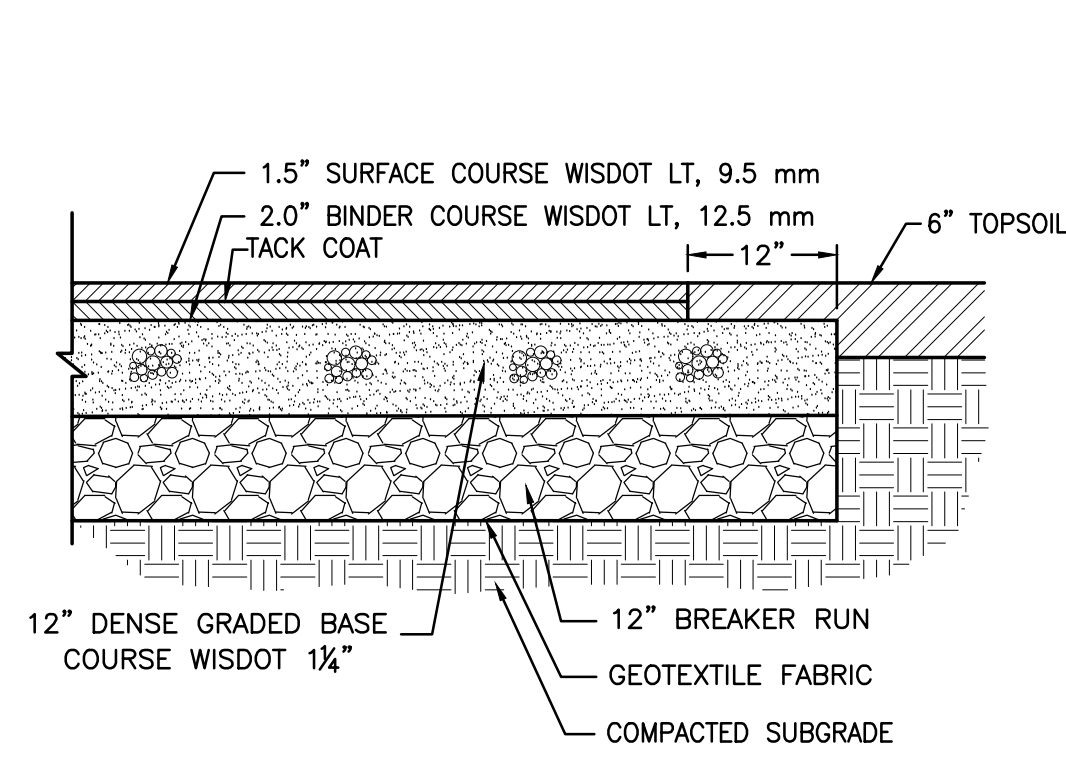 1.5” SURFACE COURSE WISDOT LT, 9.5 mm
2.0” BINDER COURSE WISDOT LT, 12.5 mm
6” TOPSOIL
TACK COAT
12”
12” DENSE GRADED BASE
COURSE WISDOT 1¼”
12” BREAKER RUN
GEOTEXTILE FABRIC
COMPACTED SUBGRADE